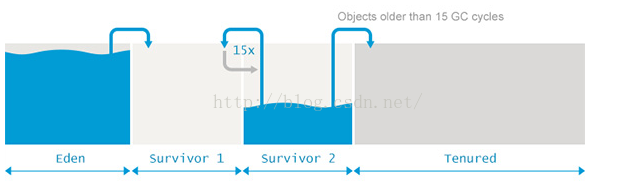 Objects older than 15 GC cycles
15x
http://blog.csdn.net/
Eden
Survivor 1
Survivor 2
Tenured